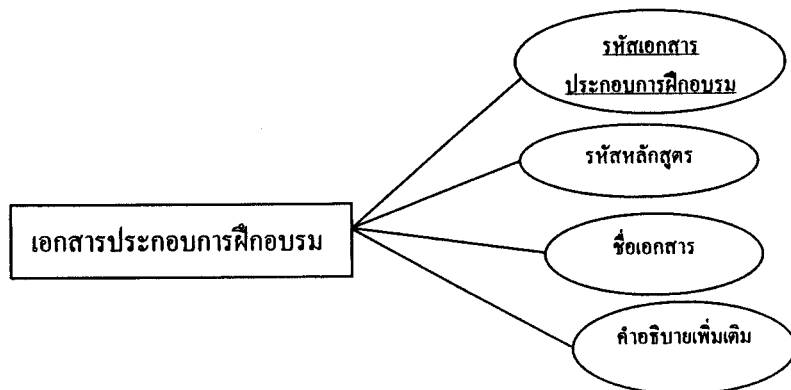 รหัสเอกสาร
ประกอบการฝึกอบรม
รหัสหลักสูตร
เอกสารประกอบการฝึกอบรม
ชื่อเอกสาร
คำอธิบายเพิ่มเติม